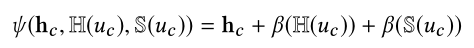 ψ(h_c, ℍ(u_c), 𝕊(u_c)) = h_c + β(ℍ(u_c)) + β(𝕊(u_c))